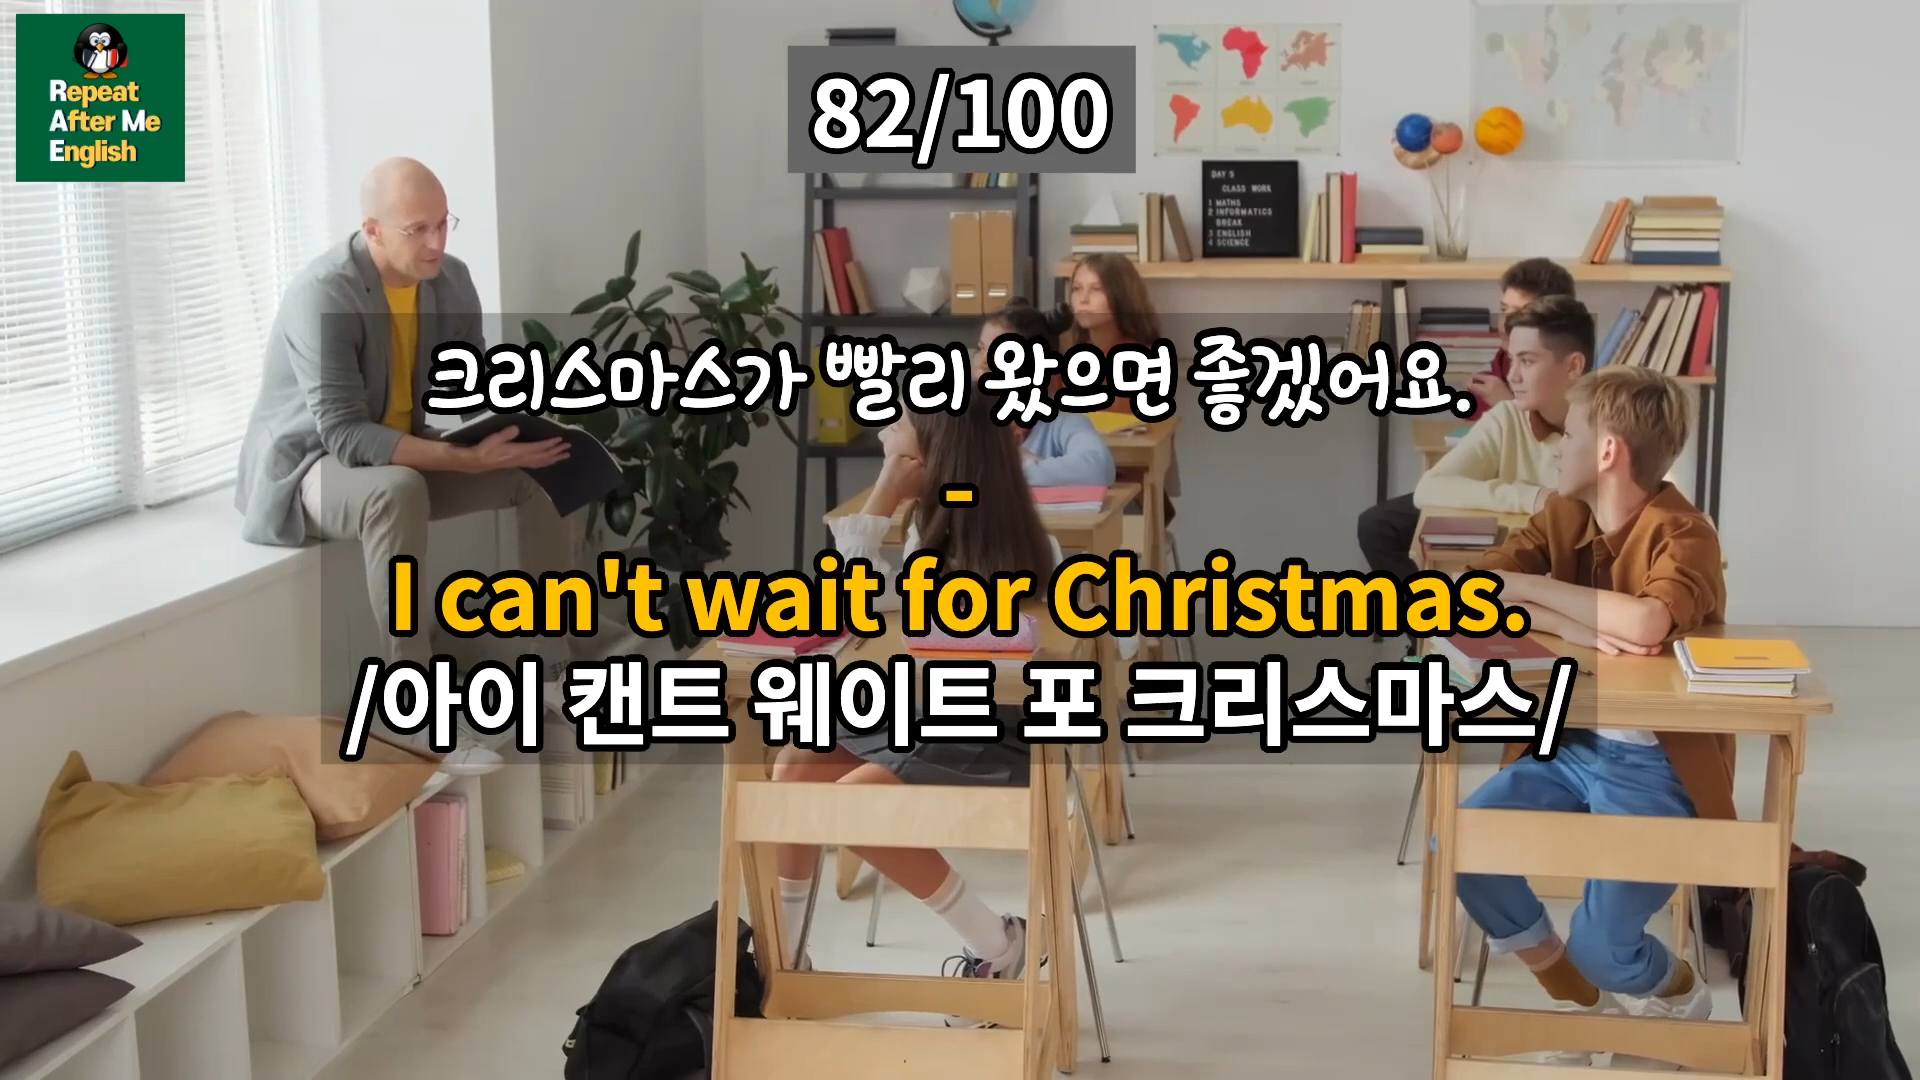 Repeat
After Me
English
82/100
DAY 5
CLASS WORK
1 MATHS
2 INFORMATICS
BREAK
3 ENGLISH
4 SCIENCE
크리스마스가 빨리 왔으면 좋겠어요.
-
I can't wait for Christmas.
/아이 캔트 웨이트 포 크리스마스/